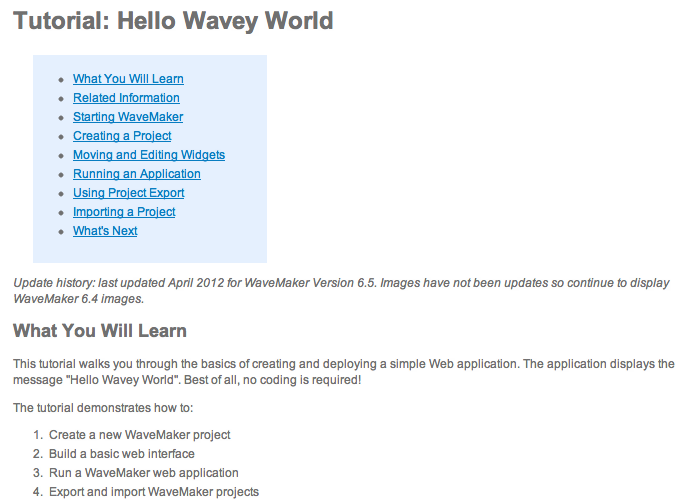 Tutorial: Hello Wavey World
What You Will Learn
Related Information
Starting WaveMaker
Creating a Project
Moving and Editing Widgets
Running an Application
Using Project Export
Importing a Project
What's Next
Update history: last updated April 2012 for WaveMaker Version 6.5. Images have not been updates so continue to display
WaveMaker 6.4 images.
What You Will Learn
This tutorial walks you through the basics of creating and deploying a simple Web application. The application displays the
message "Hello Wavey World". Best of all, no coding is required!
The tutorial demonstrates how to:
1. Create a new WaveMaker project
2. Build a basic web interface
3. Run a WaveMaker web application
4. Export and import WaveMaker projects